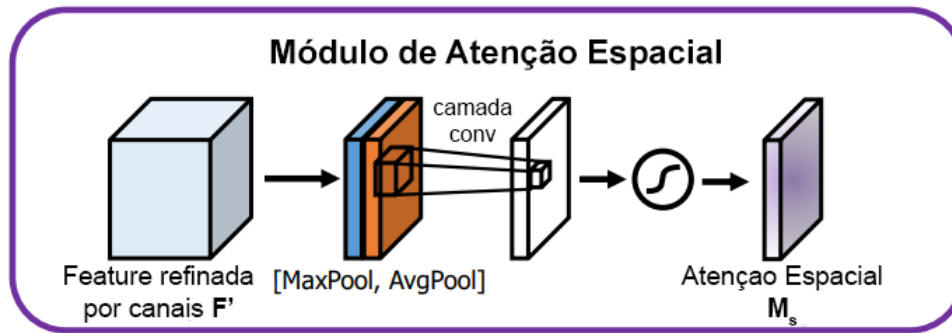 Módulo de Atenção Espacial
camada
conv
Feature refinada
por canais F'
[MaxPool, AvgPool]
Atençao Espacial
Ms